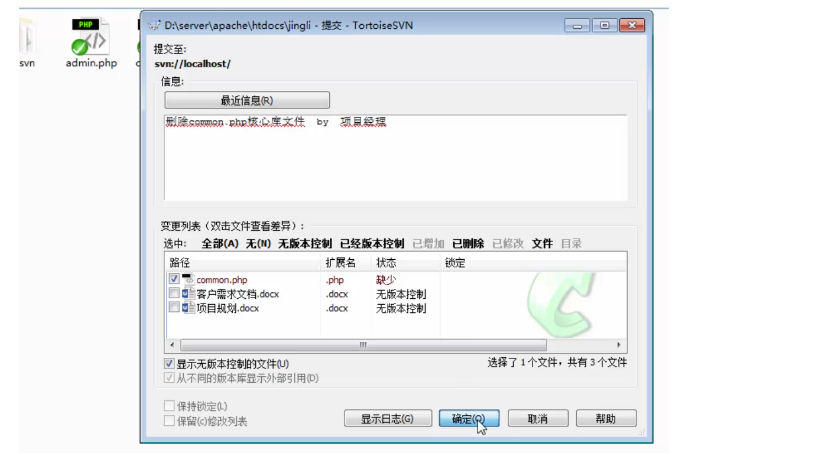 D:\server\apache\htdocs\jingli - 提交 - TortoiseSVN
PHP
svn
admin.php
提交至:
svn://localhost/
信息:
最近信息(R)
删除common.php核心库文件 by 项目经理
变更列表（双击文件查看差异）:
选中: 全部(A) 无(N) 无版本控制 已经版本控制 已增加 已删除 已修改 文件 目录
路径 扩展名 状态 锁定
common.php .php 缺少
客户需求文档.docx .docx 无版本控制
项目规划.docx .docx 无版本控制
显示无版本控制的文件(U) 选择了1个文件，共有3个文件
从不同的版本库显示外部引用(D)
保持锁定(L)
保留(c)修改列表
显示日志(G) 确定(O) 取消 帮助